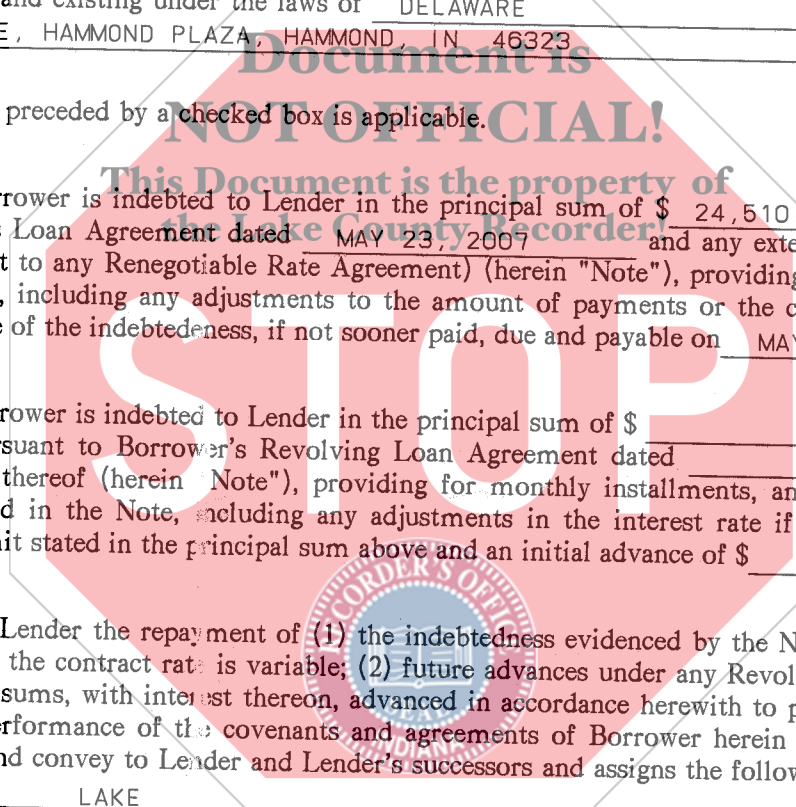 and existing under the laws of DELAWARE
E, HAMMOND PLAZA, HAMMOND, IN 46323
Document is
preceded by a checked box is applicable.
NOT OFFICIAL!
This Document is the property of
rrower is indebted to Lender in the principal sum of $ 24,510
the Lake County Recorder!
s Loan Agreement dated MAY 23, 2007 and any exte
t to any Renegotiable Rate Agreement) (herein "Note"), providing
, including any adjustments to the amount of payments or the c
e of the indebtedeness, if not sooner paid, due and payable on MAY
STOP
rrower is indebted to Lender in the principal sum of $
rsuant to Borrower's Revolving Loan Agreement dated
thereof (herein Note"), providing for monthly installments, an
d in the Note, including any adjustments in the interest rate if
it stated in the principal sum above and an initial advance of $
RECORDER'S OFFICE
Lender the repayment of (1) the indebtedness evidenced by the N
the contract rate is variable; (2) future advances under any Revol
sums, with interest thereon, advanced in accordance herewith to p
erformance of the covenants and agreements of Borrower herein
nd convey to Lender and Lender's successors and assigns the follow
SEAL
INDIANA
LAKE